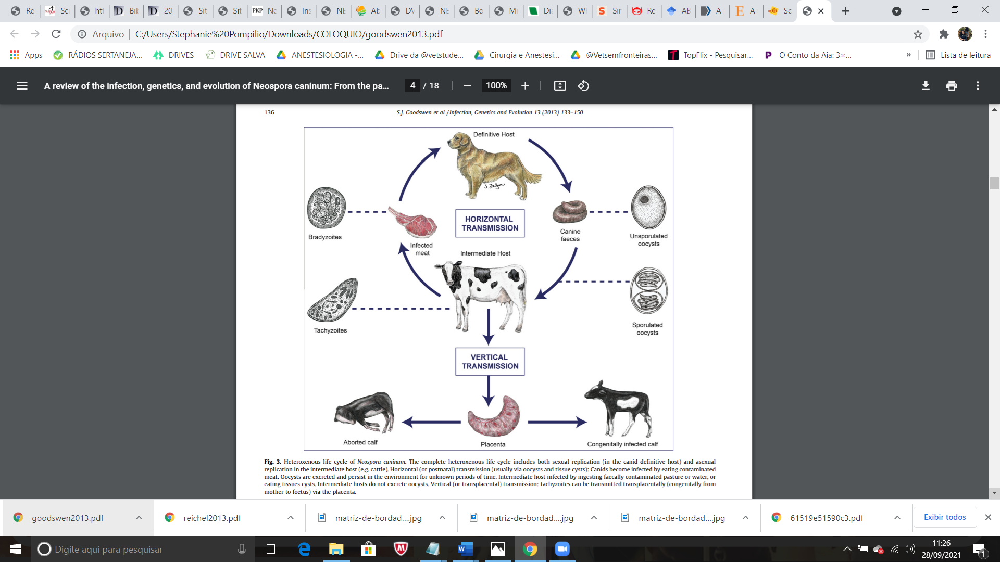 Re
Sci
htt
Bib
20
Sit
Sit
PKP
Ne
Ins
NE
Ab
DV
NE
Bo
Mi
Dia
WI
S
Sir
Re
AB
A
E
A
Sc
Arquivo
C:/Users/Stephanie%20Pompilio/Downloads/COLOQUIO/goodswen2013.pdf
Apps
RÁDIOS SERTANEJA...
DRIVES
DRIVE SALVA
ANESTESIOLOGIA -...
Drive da @vetstude...
Cirurgia e Anestesi...
@Vetsemfronteiras...
TopFlix - Pesquisar...
O Conto da Aia: 3×...
»
Lista de leitura
A review of the infection, genetics, and evolution of Neospora caninum: From the pa...
4 / 18
100%
136
S.J. Goodswen et al. / Infection, Genetics and Evolution 13 (2013) 133–150
Definitive Host
HORIZONTAL
TRANSMISSION
Bradyzoites
Infected
meat
Canine
faeces
Unsporulated
oocysts
Intermediate Host
Tachyzoites
Sporulated
oocysts
VERTICAL
TRANSMISSION
Aborted calf
Placenta
Congenitally infected calf
Fig. 3. Heteroxenous life cycle of Neospora caninum. The complete heteroxenous life cycle includes both sexual replication (in the canid definitive host) and asexual
replication in the intermediate host (e.g. cattle). Horizontal (or postnatal) transmission (usually via oocysts and tissue cysts): Canids become infected by eating contaminated
meat. Oocysts are excreted and persist in the environment for unknown periods of time. Intermediate host infected by ingesting faecally contaminated pasture or water, or
eating tissues cysts. Intermediate hosts do not excrete oocysts. Vertical (or transplacental) transmission: tachyzoites can be transmitted transplacentally (congenitally from
mother to foetus) via the placenta.
goodswen2013.pdf
reichel2013.pdf
matriz-de-bordad....jpg
matriz-de-bordad....jpg
matriz-de-bordad....jpg
61519e51590c3.pdf
Exibir todos
Digite aqui para pesquisar
11:26
28/09/2021
1